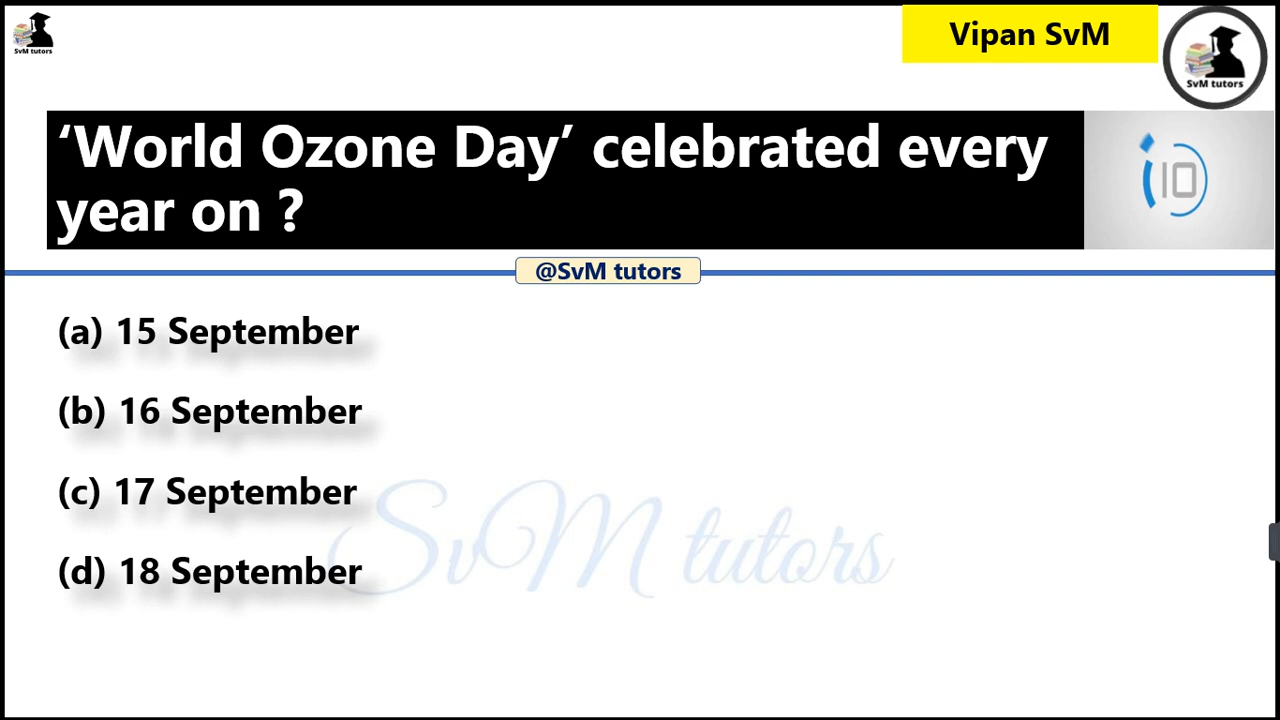 SvM tutors
Vipan SvM
SvM tutors
‘World Ozone Day’ celebrated every
year on ?
10
@SvM tutors
(a) 15 September
(b) 16 September
(c) 17 September
(d) 18 September
SvM tutors